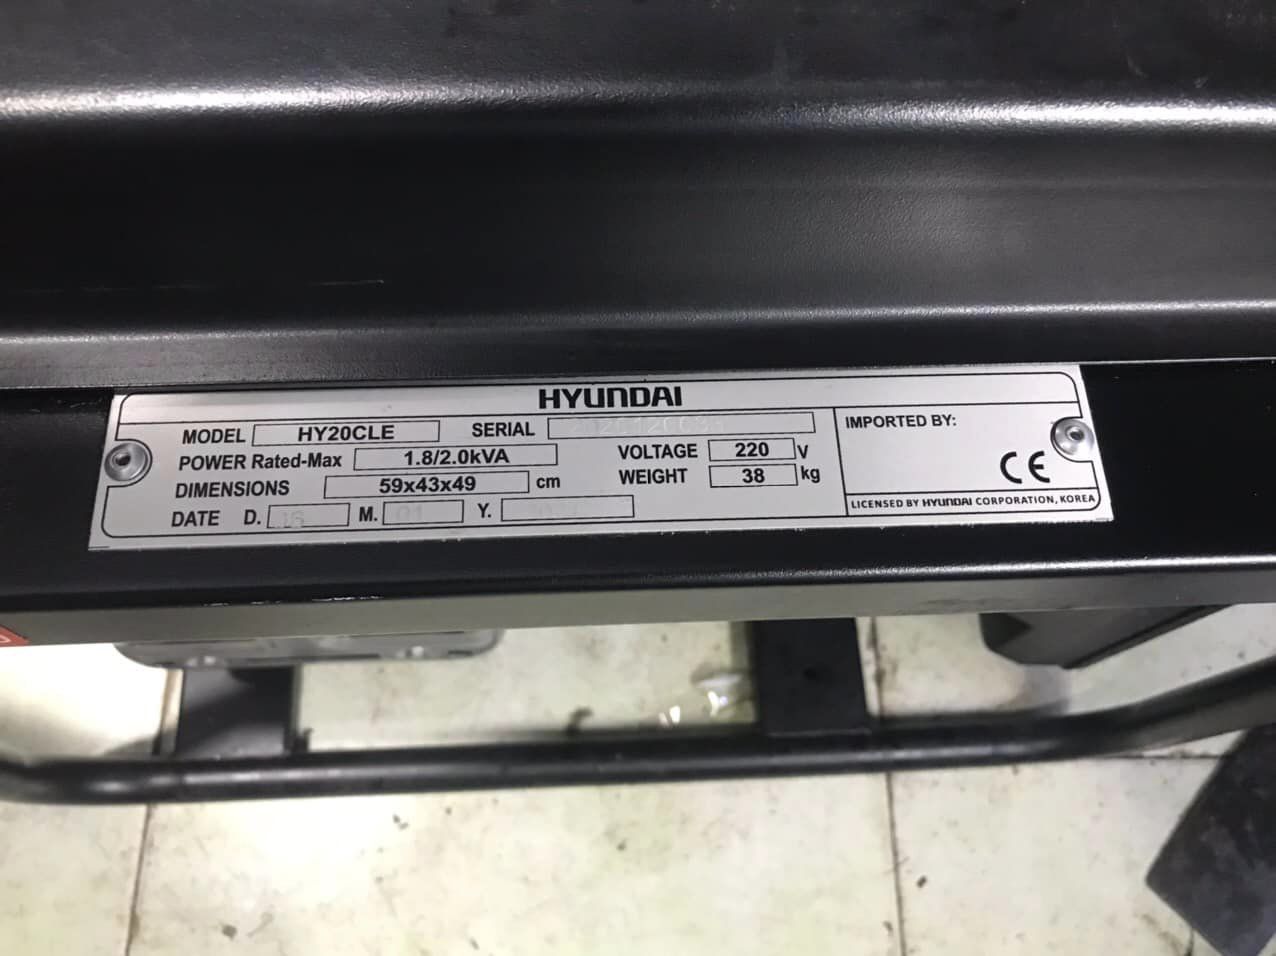 HYUNDAI
MODEL HY20CLE SERIAL
POWER Rated-Max 1.8/2.0kVA VOLTAGE 220 V
DIMENSIONS 59x43x49 cm WEIGHT 38 kg
DATE D. M. 01 Y.
IMPORTED BY:
CE
LICENSED BY HYUNDAI CORPORATION, KOREA